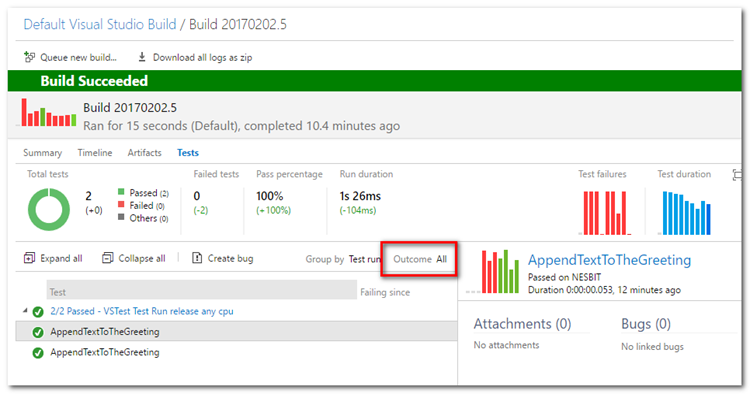 Default Visual Studio Build / Build 20170202.5
Queue new build... Download all logs as zip
Build Succeeded
Build 20170202.5
Ran for 15 seconds (Default), completed 10.4 minutes ago
Summary Timeline Artifacts Tests
Total tests Failed tests Pass percentage Run duration Test failures Test duration
2 Passed (2) 0 100% 1s 26ms
(+0) Failed (0) (-2) (+100%) (-104ms)
Others (0)
Expand all Collapse all Create bug Group by Test run Outcome All
AppendTextToTheGreeting
Passed on NESBIT
Duration 0:00:00.053, 12 minutes ago
Test Failing since
2/2 Passed - VSTest Test Run release any cpu
AppendTextToTheGreeting
AppendTextToTheGreeting
Attachments (0) Bugs (0)
No attachments No linked bugs